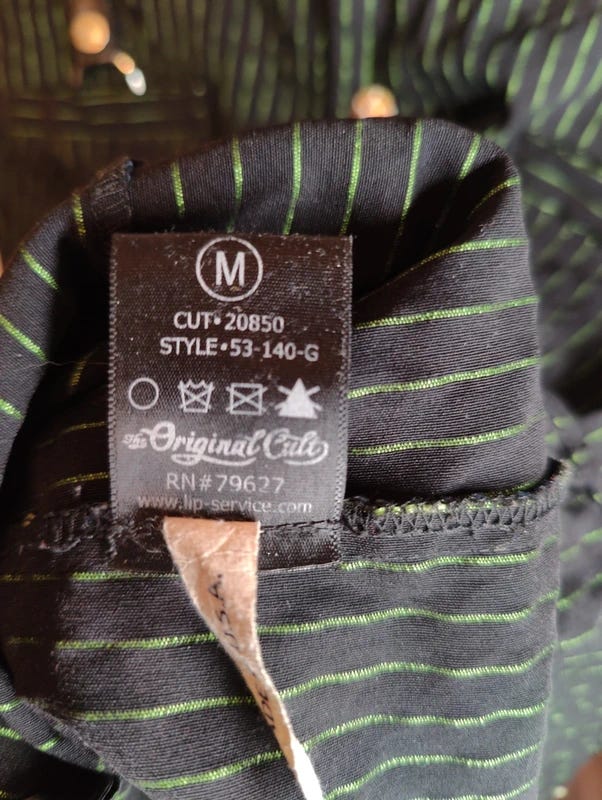 M
CUT•20850
STYLE•53-140-G
The Original Cult
RN#79627
www.lip-service.com
U.S.A.